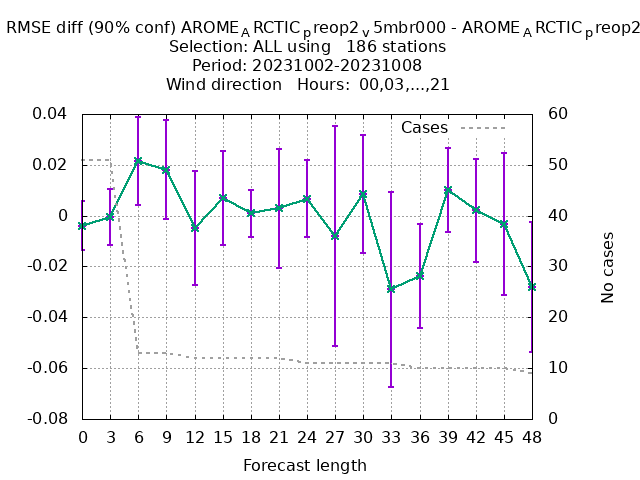 RMSE diff (90% conf) AROME_ARCTIC_preop2_v5mbr000 - AROME_ARCTIC_preop2
Selection: ALL using   186 stations
Period: 20231002-20231008
Wind direction   Hours: 00,03,...,21
Cases
0.04
0.02
0
-0.02
-0.04
-0.06
-0.08
60
50
40
30
20
10
0
No cases
0 3 6 9 12 15 18 21 24 27 30 33 36 39 42 45 48
Forecast length